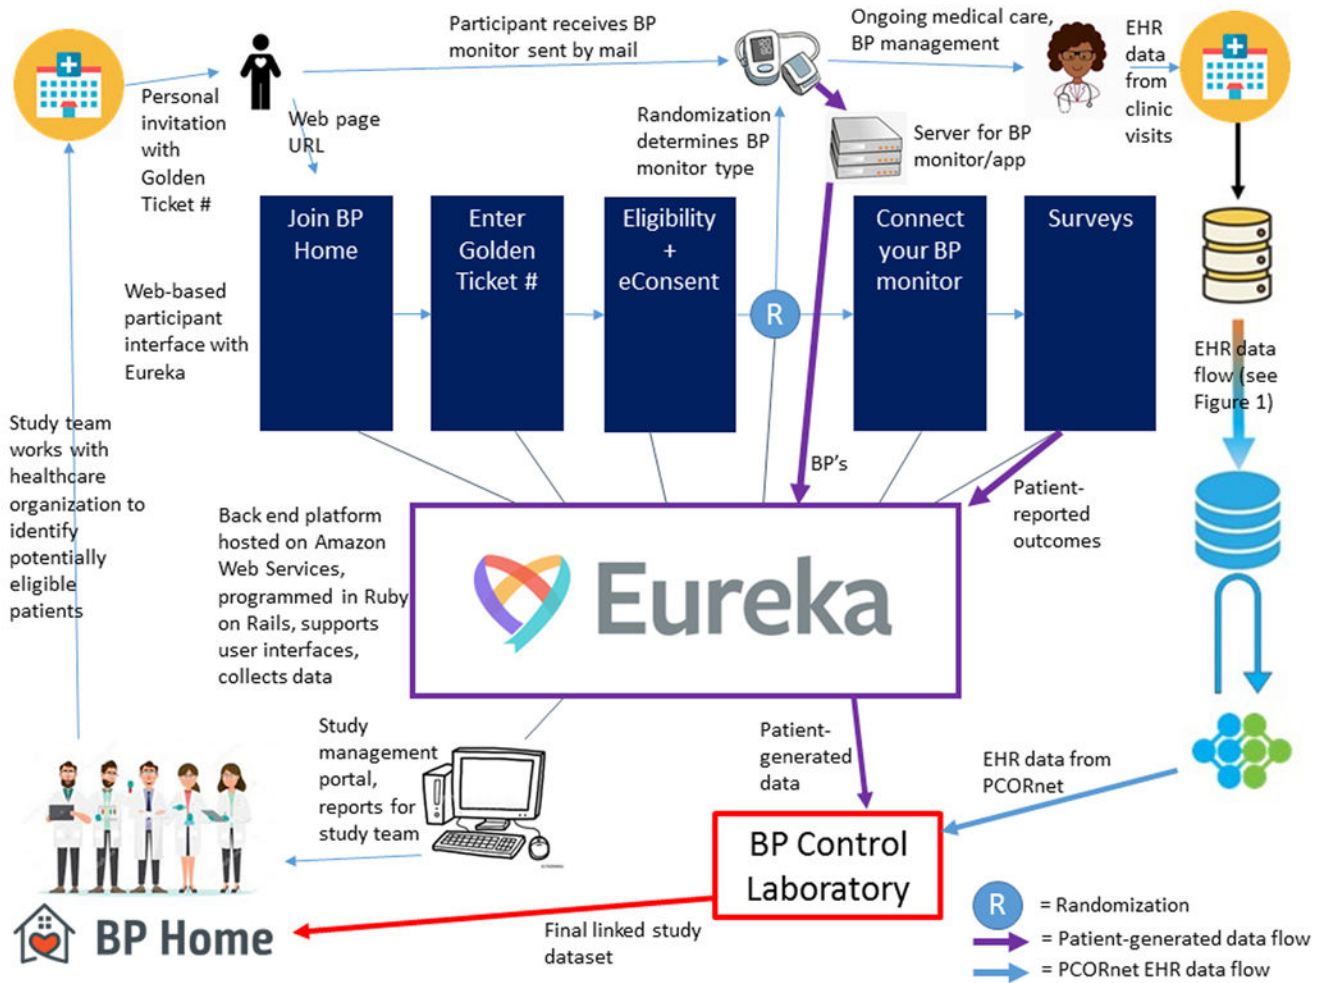 Participant receives BP
monitor sent by mail
Ongoing medical care,
BP management
EHR
data
from
clinic
visits
Personal
invitation
with
Golden
Ticket #
Web page
URL
Randomization
determines BP
monitor type
Server for BP
monitor/app
Join BP
Home
Enter
Golden
Ticket #
Eligibility
+
eConsent
R
Connect
your BP
monitor
Surveys
Web-based
participant
interface with
Eureka
EHR data
flow (see
Figure 1)
Study team
works with
healthcare
organization to
identify
potentially
eligible
patients
BP's
Patient-
reported
outcomes
Back end platform
hosted on Amazon
Web Services,
programmed in Ruby
on Rails, supports
user interfaces,
collects data
Eureka
Study
management
portal,
reports for
study team
Patient-
generated
data
EHR data from
PCORnet
BP Control
Laboratory
BP Home
Final linked study
dataset
R = Randomization
= Patient-generated data flow
= PCORnet EHR data flow